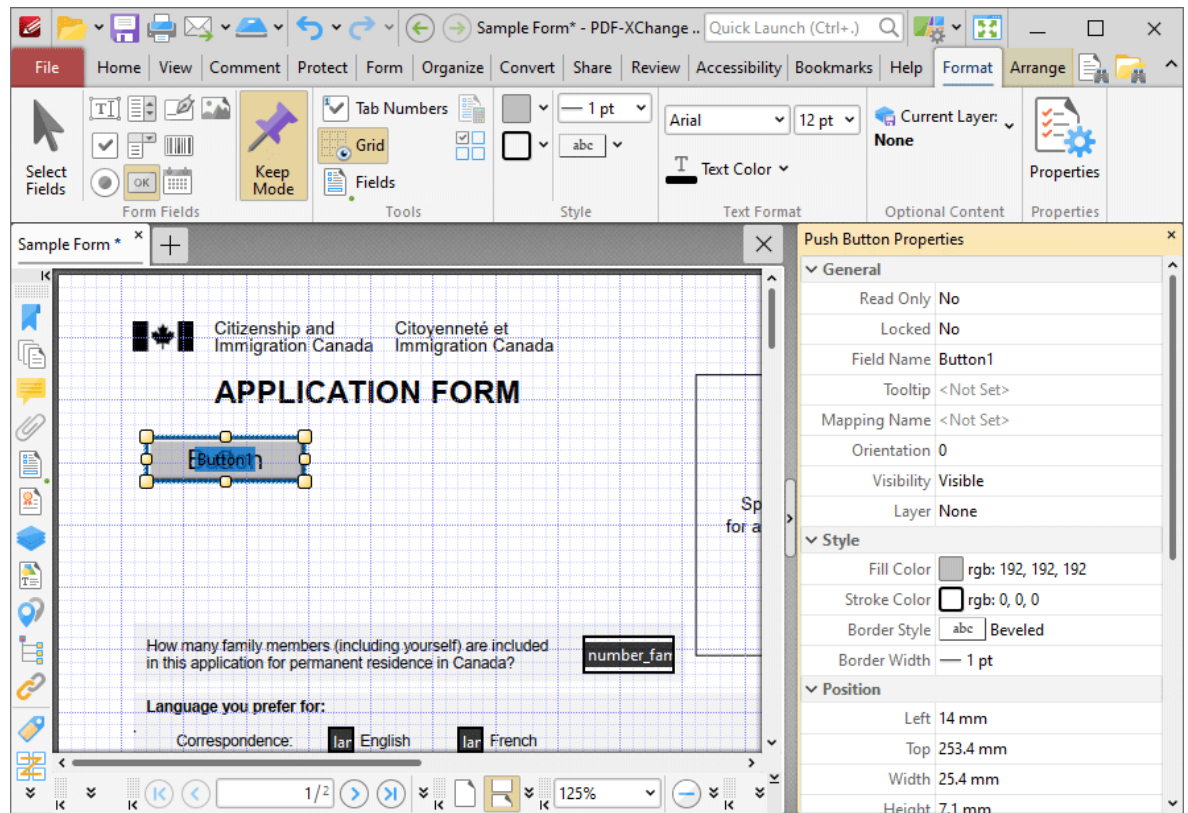 Sample Form* - PDF-XChange .. Quick Launch (Ctrl+.)
File Home View Comment Protect Form Organize Convert Share Review Accessibility Bookmarks Help Format Arrange
Select Fields
OK
Keep Mode
Form Fields
Tab Numbers
Grid
Fields
Tools
1 pt
abc
Style
Arial 12 pt
Text Color
Text Format
Current Layer:
None
Optional Content
Properties
Properties
Sample Form *
Citizenship and Citoyenneté et
Immigration Canada Immigration Canada
APPLICATION FORM
Button1
Sp
for a
How many family members (including yourself) are included
in this application for permanent residence in Canada?
number_fan
Language you prefer for:
Correspondence: lar English lar French
1/2
125%
Push Button Properties
General
Read Only No
Locked No
Field Name Button1
Tooltip <Not Set>
Mapping Name <Not Set>
Orientation 0
Visibility Visible
Layer None
Style
Fill Color rgb: 192, 192, 192
Stroke Color rgb: 0, 0, 0
Border Style abc Beveled
Border Width 1 pt
Position
Left 14 mm
Top 253.4 mm
Width 25.4 mm
Height 7.1 mm